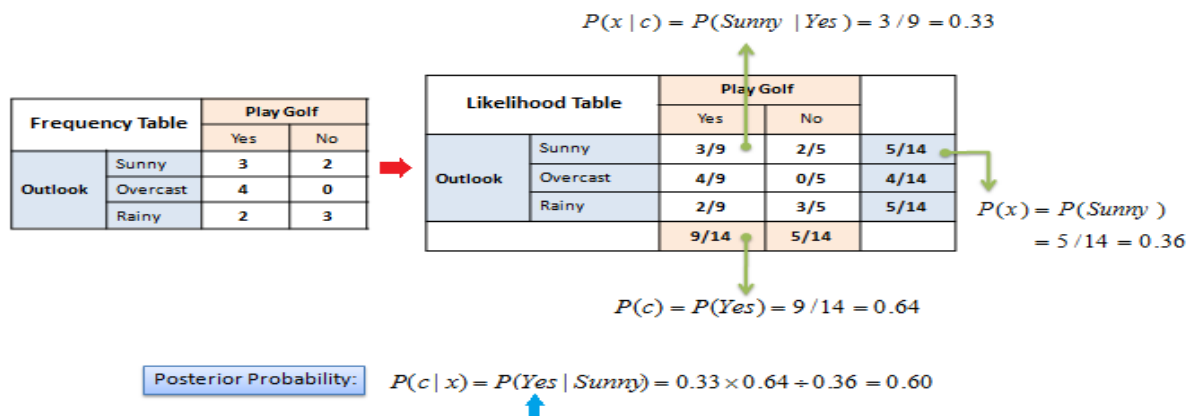 P(x | c) = P(Sunny | Yes) = 3 / 9 = 0.33
Frequency Table Play Golf
Yes No
Outlook Sunny 3 2
Overcast 4 0
Rainy 2 3
Likelihood Table Play Golf
Yes No
Outlook Sunny 3/9 2/5 5/14
Overcast 4/9 0/5 4/14
Rainy 2/9 3/5 5/14
9/14 5/14
P(x) = P(Sunny)
= 5 / 14 = 0.36
P(c) = P(Yes) = 9 / 14 = 0.64
Posterior Probability: P(c | x) = P(Yes | Sunny) = 0.33 × 0.64 ÷ 0.36 = 0.60